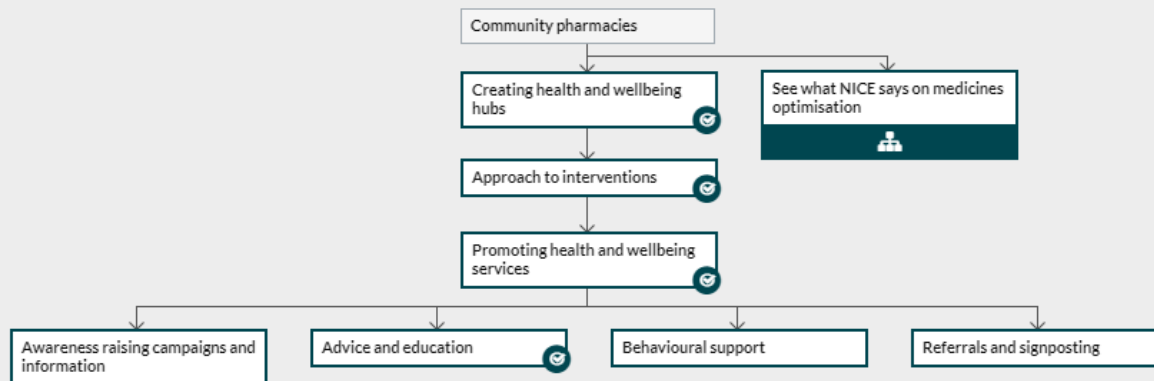 Community pharmacies
Creating health and wellbeing
hubs
See what NICE says on medicines
optimisation
Approach to interventions
Promoting health and wellbeing
services
Awareness raising campaigns and
information
Advice and education
Behavioural support
Referrals and signposting